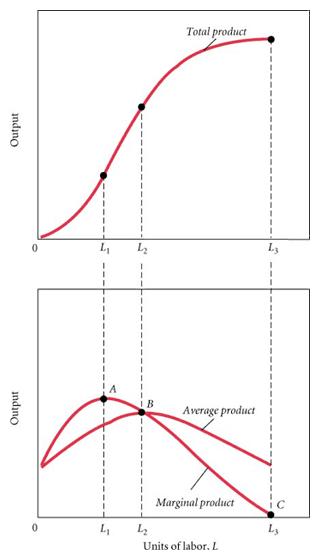 Total product
Output
0 L1 L2 L3
A
B
Average product
Output
Marginal product
C
0 L1 L2 L3
Units of labor, L